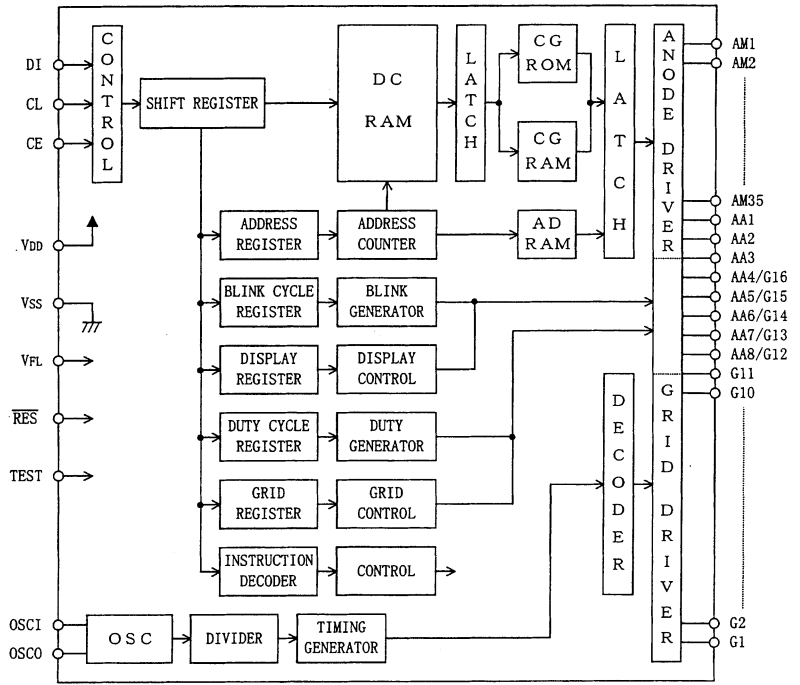 DI
CL
CE
.VDD
VSS
VFL
RES
TEST
OSCI
OSCO
CONTROL
SHIFT REGISTER
DC
RAM
LATCH
CG
ROM
CG
RAM
LATCH
ANODE DRIVER
ADDRESS
REGISTER
ADDRESS
COUNTER
AD
RAM
BLINK CYCLE
REGISTER
BLINK
GENERATOR
DISPLAY
REGISTER
DISPLAY
CONTROL
DUTY CYCLE
REGISTER
DUTY
GENERATOR
GRID
REGISTER
GRID
CONTROL
INSTRUCTION
DECODER
CONTROL
DECODER
GRID DRIVER
OSC
DIVIDER
TIMING
GENERATOR
AM1
AM2
AM35
AA1
AA2
AA3
AA4/G16
AA5/G15
AA6/G14
AA7/G13
AA8/G12
G11
G10
G2
G1